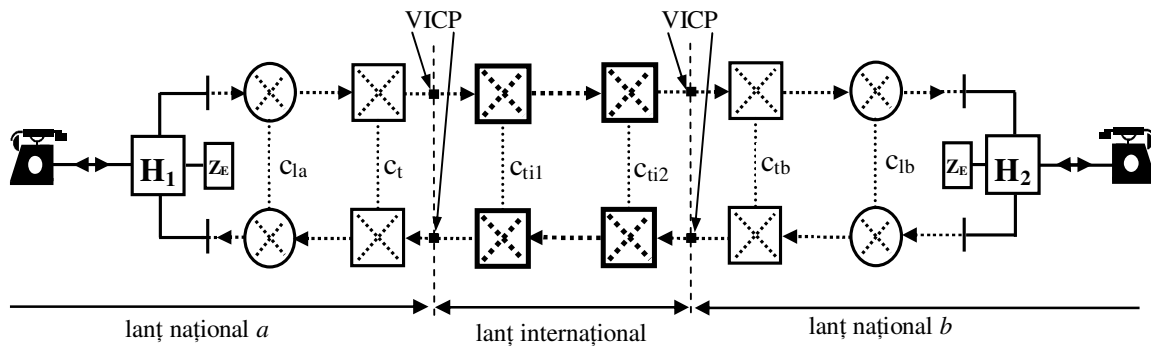 VICP
VICP
H1
ZE
cla
ct
cti1
cti2
ctb
clb
ZE
H2
lanț național a
lanț internațional
lanț național b